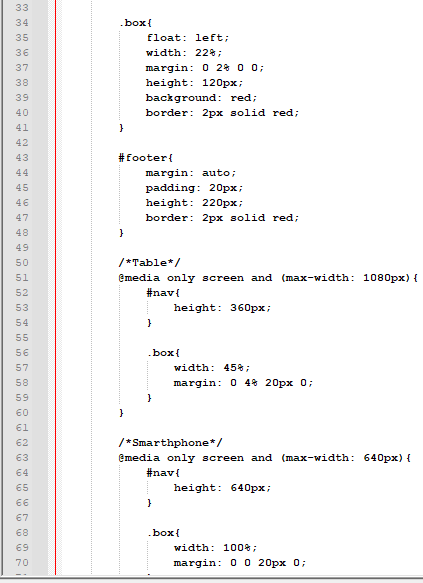 33
34 .box{
35 float: left;
36 width: 22%;
37 margin: 0 2% 0 0;
38 height: 120px;
39 background: red;
40 border: 2px solid red;
41 }
42
43 #footer{
44 margin: auto;
45 padding: 20px;
46 height: 220px;
47 border: 2px solid red;
48 }
49
50 /*Table*/
51 @media only screen and (max-width: 1080px){
52 #nav{
53 height: 360px;
54 }
55
56 .box{
57 width: 45%;
58 margin: 0 4% 20px 0;
59 }
60 }
61
62 /*Smarthphone*/
63 @media only screen and (max-width: 640px){
64 #nav{
65 height: 640px;
66 }
67
68 .box{
69 width: 100%;
70 margin: 0 0 20px 0;